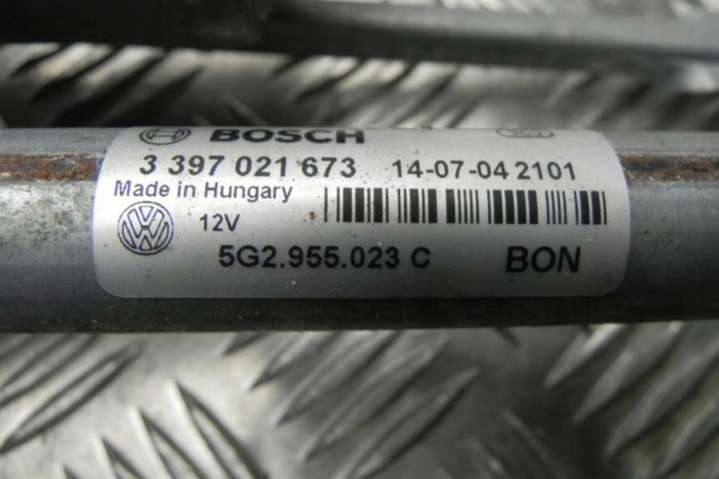 BOSCH
3 397 021 673 14-07-04 2101
Made in Hungary
12V
5G2.955.023 C BON